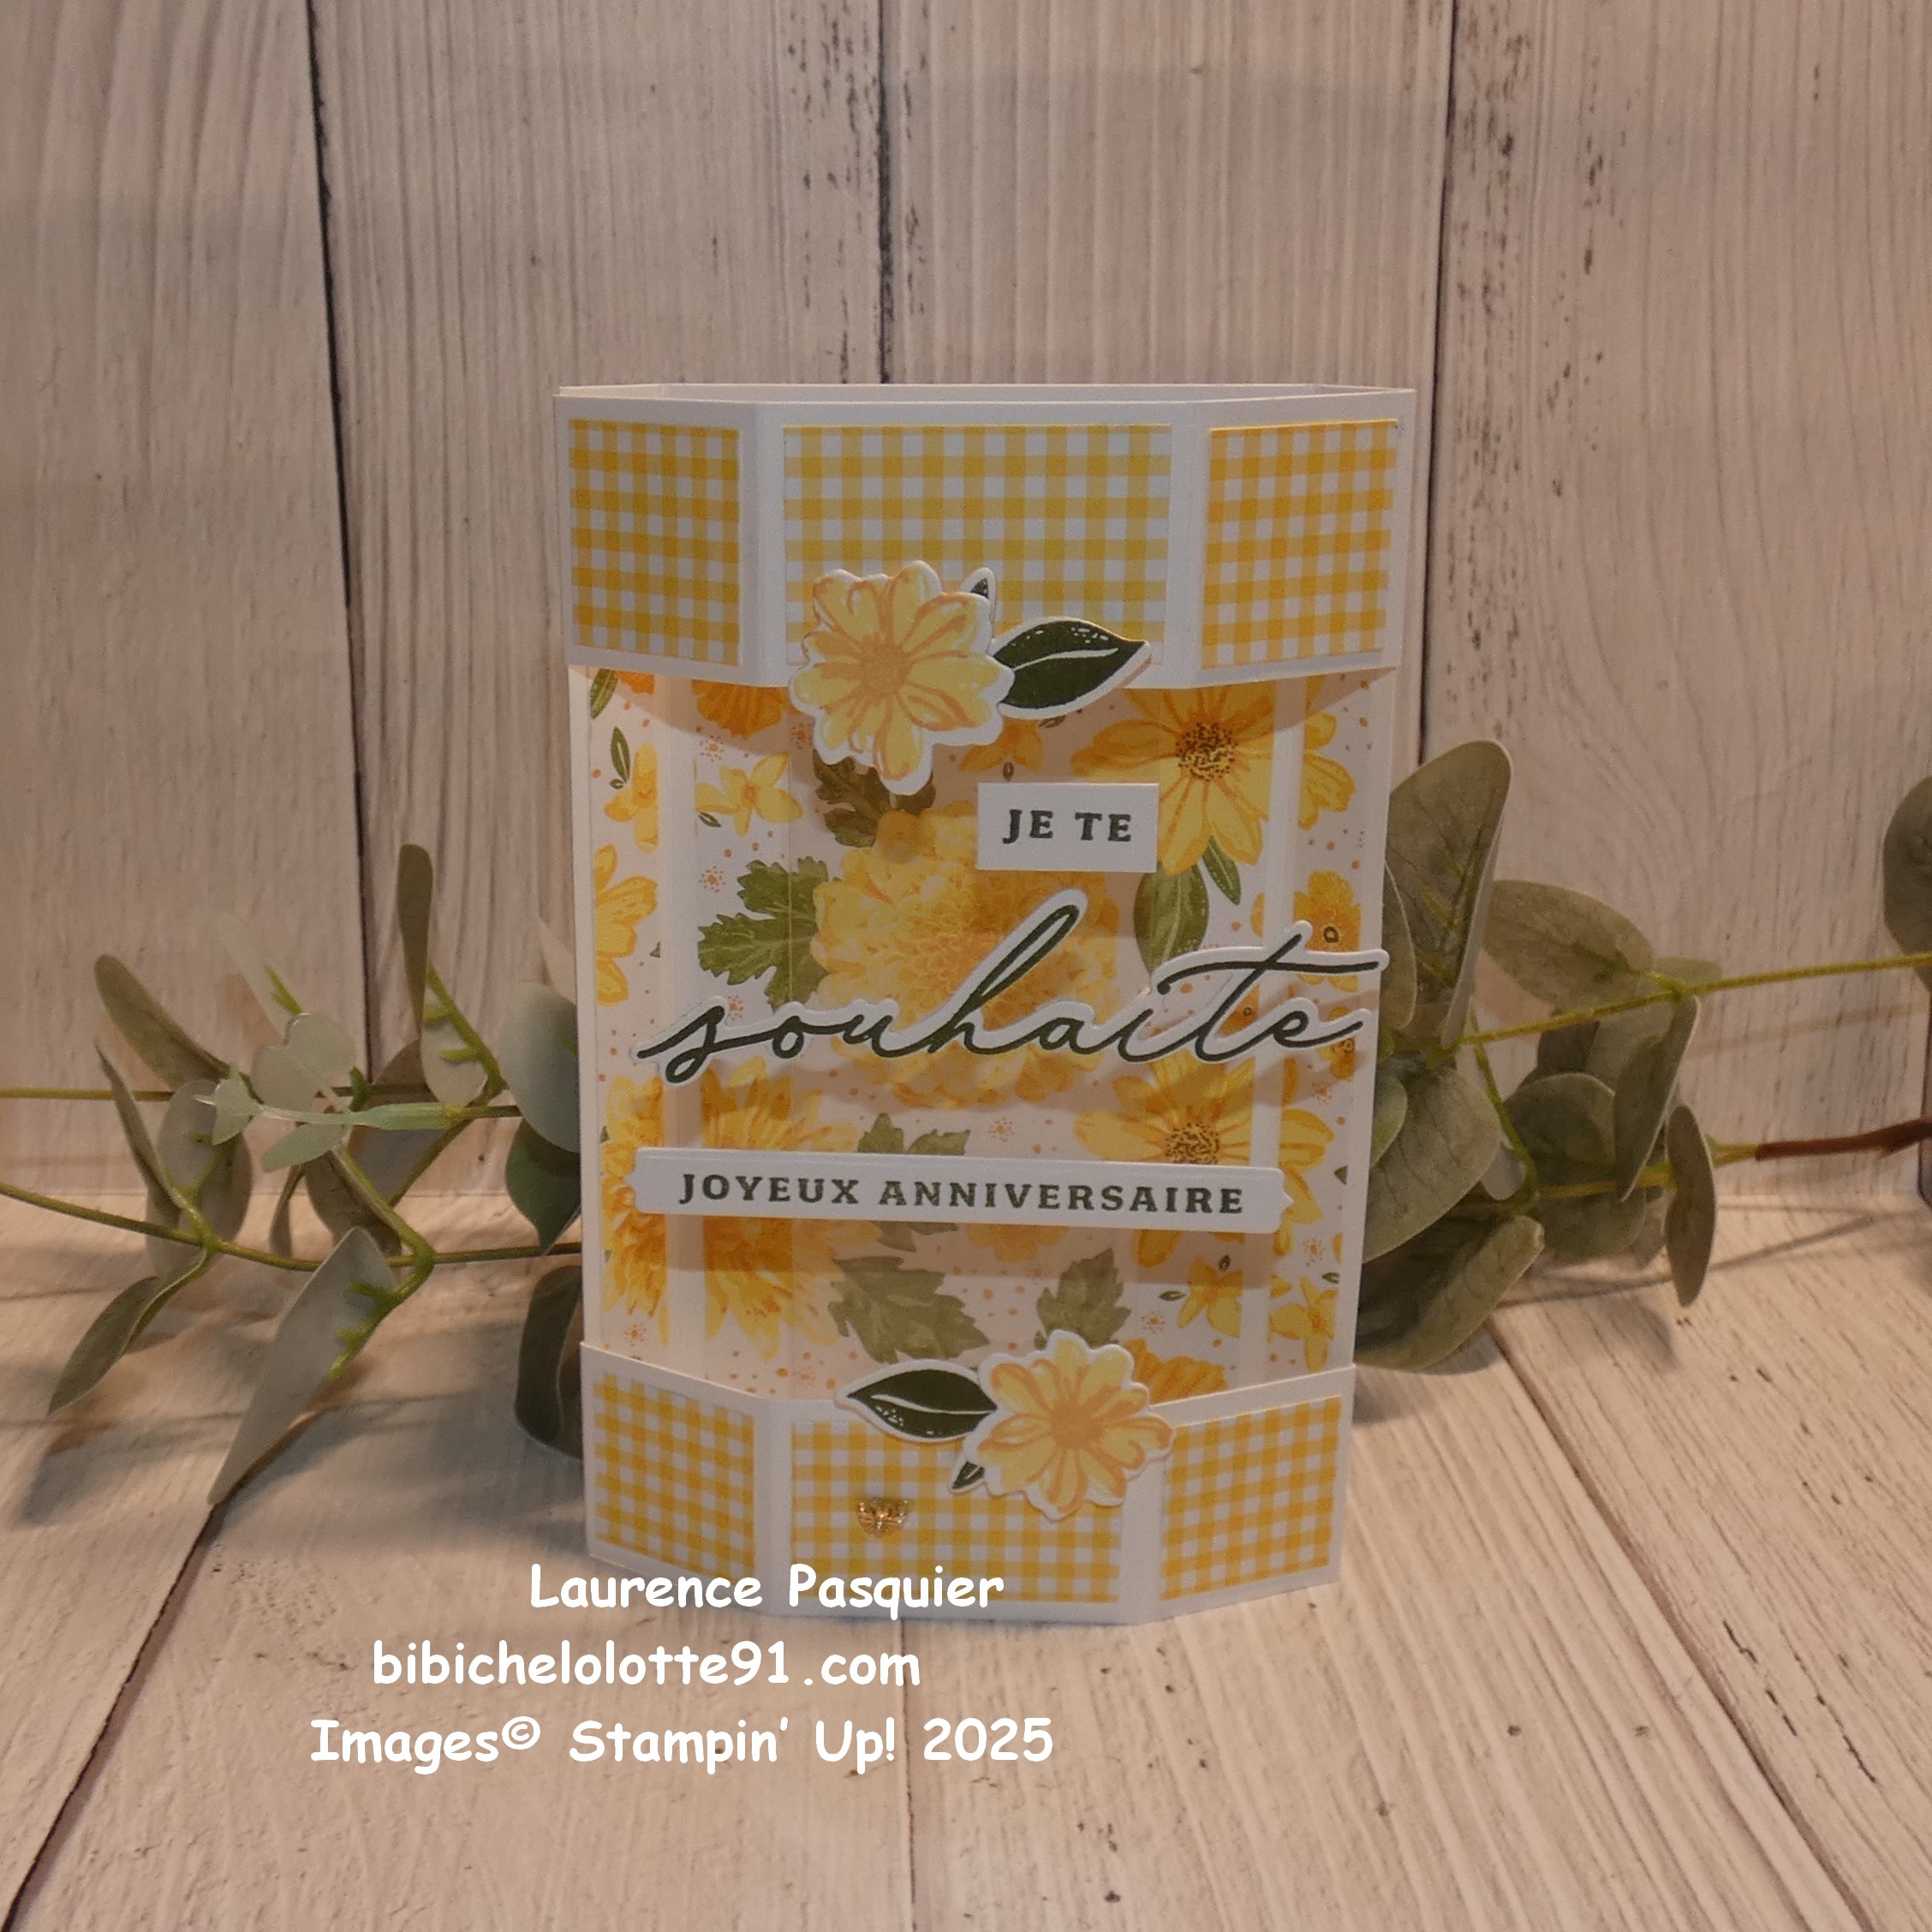 JE TE
souhaite
JOYEUX ANNIVERSAIRE
Laurence Pasquier
bibichelolotte91.com
Images© Stampin' Up! 2025